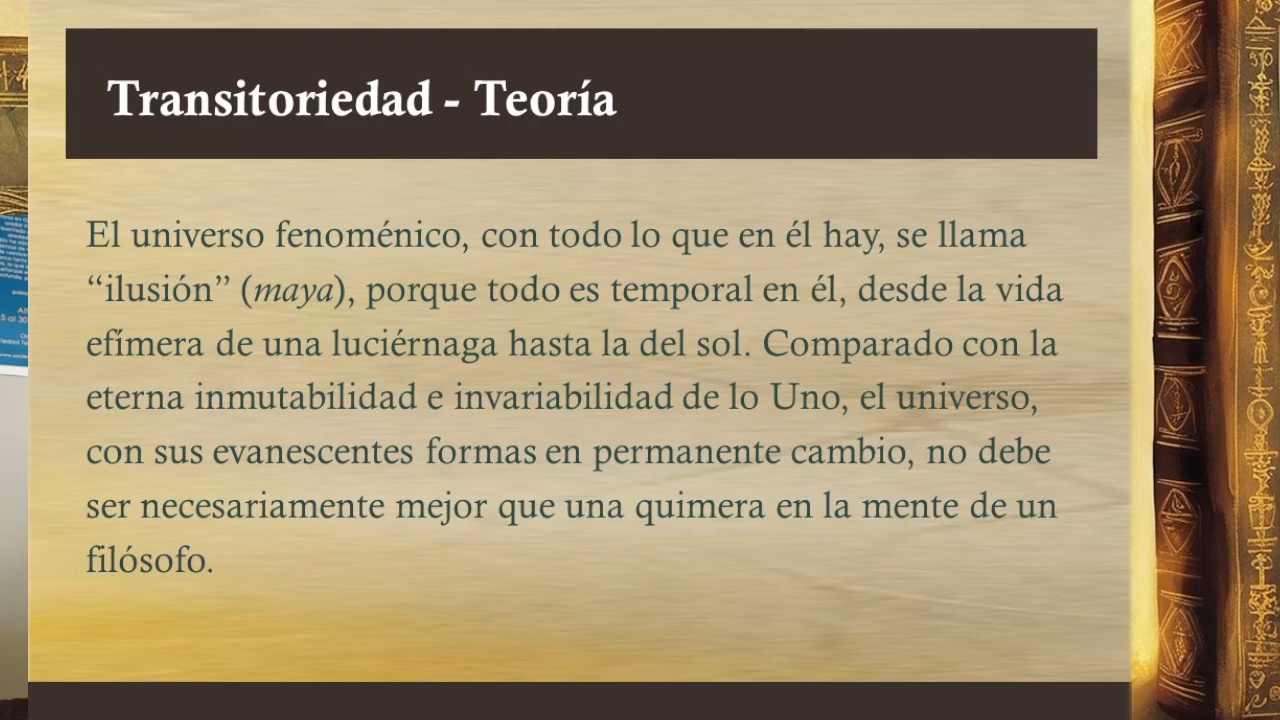 Transitoriedad - Teoría
El universo fenoménico, con todo lo que en él hay, se llama
“ilusión” (maya), porque todo es temporal en él, desde la vida
efímera de una luciérnaga hasta la del sol. Comparado con la
eterna inmutabilidad e invariabilidad de lo Uno, el universo,
con sus evanescentes formas en permanente cambio, no debe
ser necesariamente mejor que una quimera en la mente de un
filósofo.